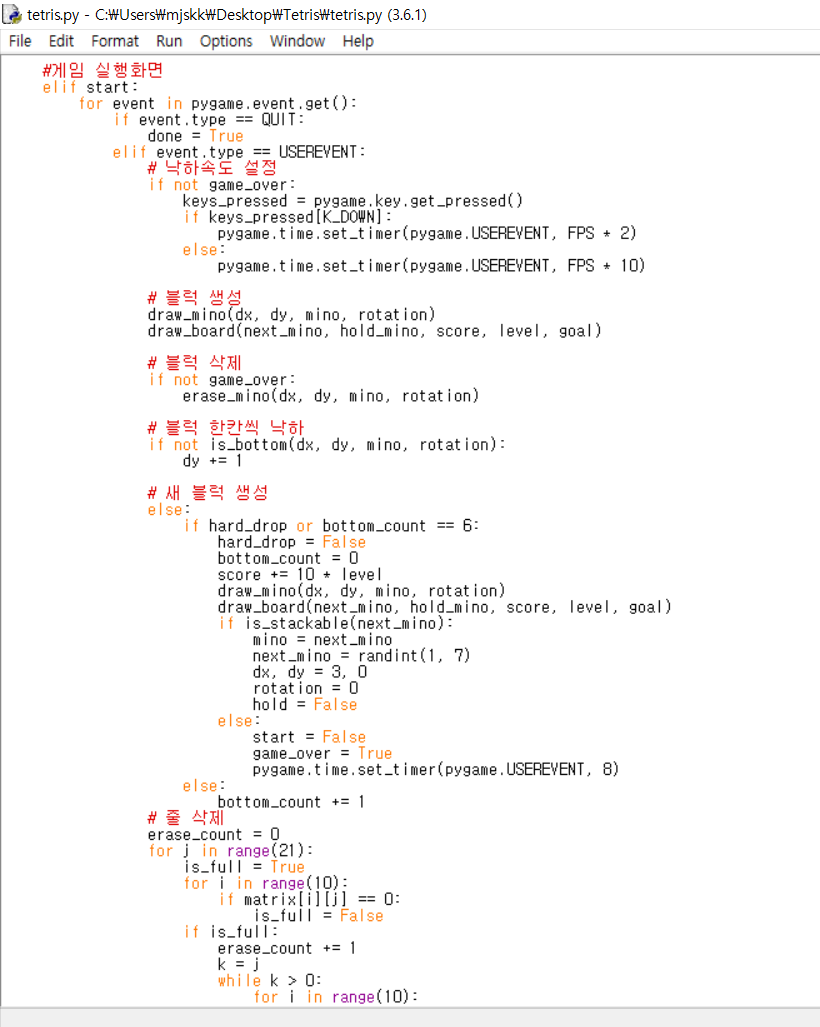 tetris.py - C:₩Users₩mjskk₩Desktop₩Tetris₩tetris.py (3.6.1)
File Edit Format Run Options Window Help
#게임 실행화면
elif start:
    for event in pygame.event.get():
        if event.type == QUIT:
            done = True
        elif event.type == USEREVENT:
            # 낙하속도 설정
            if not game_over:
                keys_pressed = pygame.key.get_pressed()
                if keys_pressed[K_DOWN]:
                    pygame.time.set_timer(pygame.USEREVENT, FPS * 2)
                else:
                    pygame.time.set_timer(pygame.USEREVENT, FPS * 10)

            # 블럭 생성
            draw_mino(dx, dy, mino, rotation)
            draw_board(next_mino, hold_mino, score, level, goal)

            # 블럭 삭제
            if not game_over:
                erase_mino(dx, dy, mino, rotation)

            # 블럭 한칸씩 낙하
            if not is_bottom(dx, dy, mino, rotation):
                dy += 1

            # 새 블럭 생성
            else:
                if hard_drop or bottom_count == 6:
                    hard_drop = False
                    bottom_count = 0
                    score += 10 * level
                    draw_mino(dx, dy, mino, rotation)
                    draw_board(next_mino, hold_mino, score, level, goal)
                    if is_stackable(next_mino):
                        mino = next_mino
                        next_mino = randint(1, 7)
                        dx, dy = 3, 0
                        rotation = 0
                        hold = False
                    else:
                        start = False
                        game_over = True
                        pygame.time.set_timer(pygame.USEREVENT, 8)
                else:
                    bottom_count += 1
            # 줄 삭제
            erase_count = 0
            for j in range(21):
                is_full = True
                for i in range(10):
                    if matrix[i][j] == 0:
                        is_full = False
                if is_full:
                    erase_count += 1
                    k = j
                    while k > 0:
                        for i in range(10):